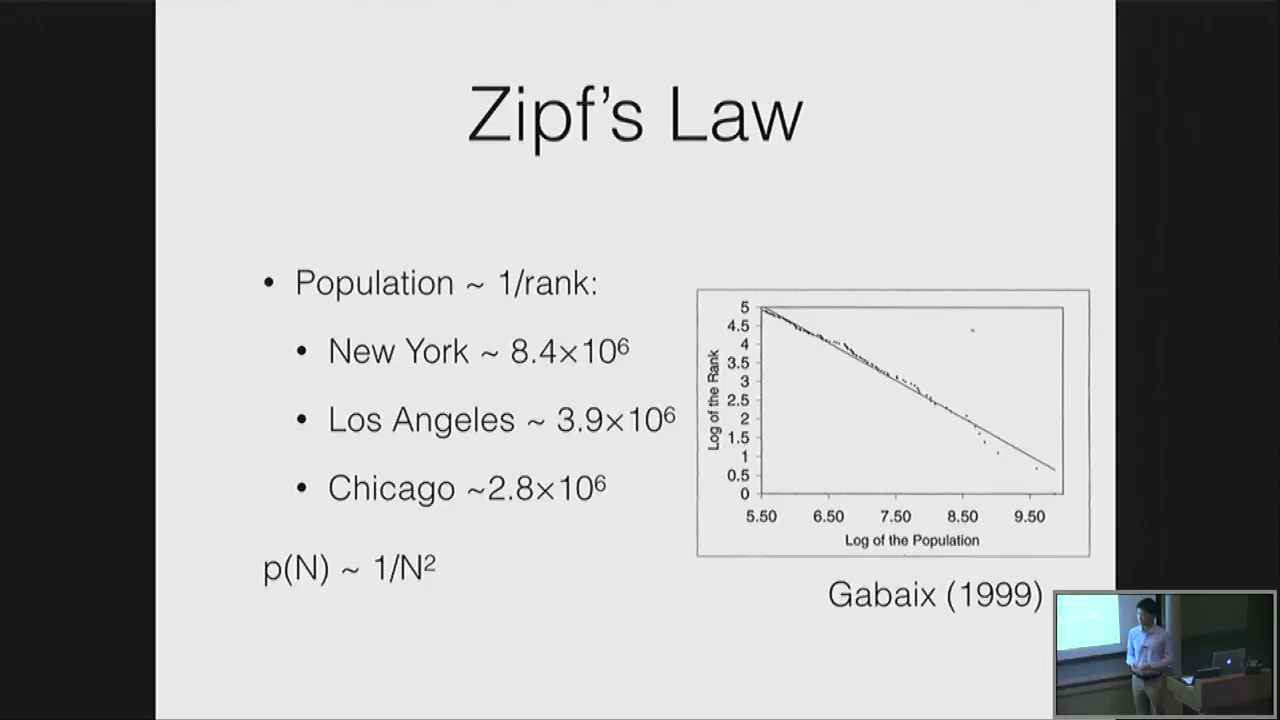 Zipf's Law
• Population ~ 1/rank:
• New York ~ 8.4×10⁶
• Los Angeles ~ 3.9×10⁶
• Chicago ~2.8×10⁶
p(N) ~ 1/N²
Log of the Rank
5
4.5
4
3.5
3
2.5
2
1.5
1
0.5
0
5.50 6.50 7.50 8.50 9.50
Log of the Population
Gabaix (1999)